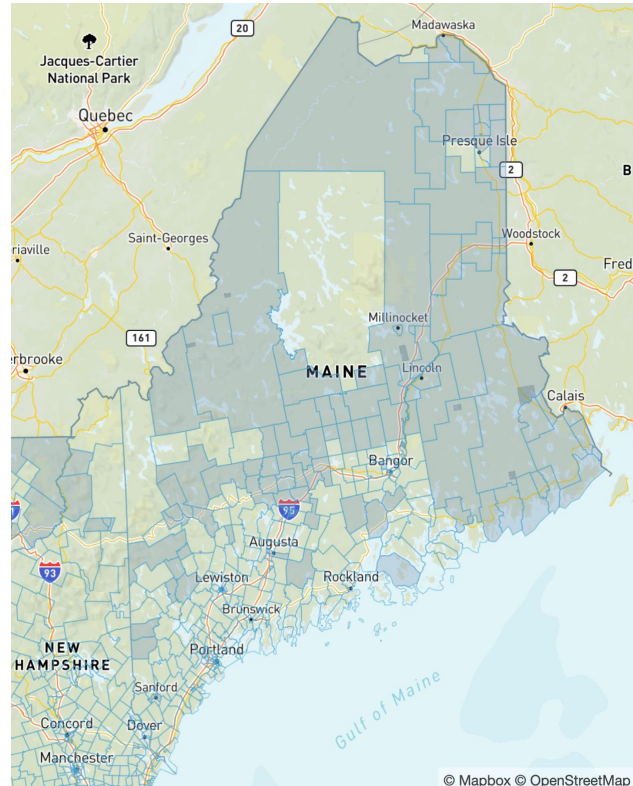 Madawaska
20
Jacques-Cartier
National Park
Quebec
Presque Isle
2
B
Woodstock
Saint-Georges
riaville
Fred
2
Millinocket
161
erbrooke
MAINE
Lincoln
Calais
Bangor
95
Augusta
93
Lewiston
Rockland
Brunswick
NEW
HAMPSHIRE
Portland
Sanford
Gulf of Maine
Concord
Dover
Manchester
© Mapbox © OpenStreetMap